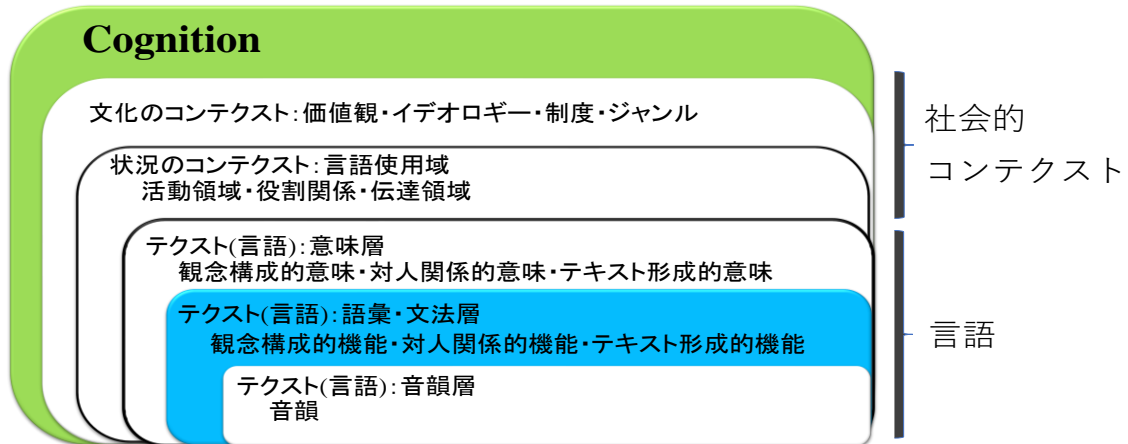 Cognition
文化のコンテクスト：価値観・イデオロギー・制度・ジャンル
状況のコンテクスト：言語使用域
活動領域・役割関係・伝達領域
テクスト(言語)：意味層
観念構成的意味・対人関係的意味・テキスト形成的意味
テクスト(言語)：語彙・文法層
観念構成的機能・対人関係的機能・テキスト形成的機能
テクスト(言語)：音韻層
音韻
社会的
コンテクスト
言語